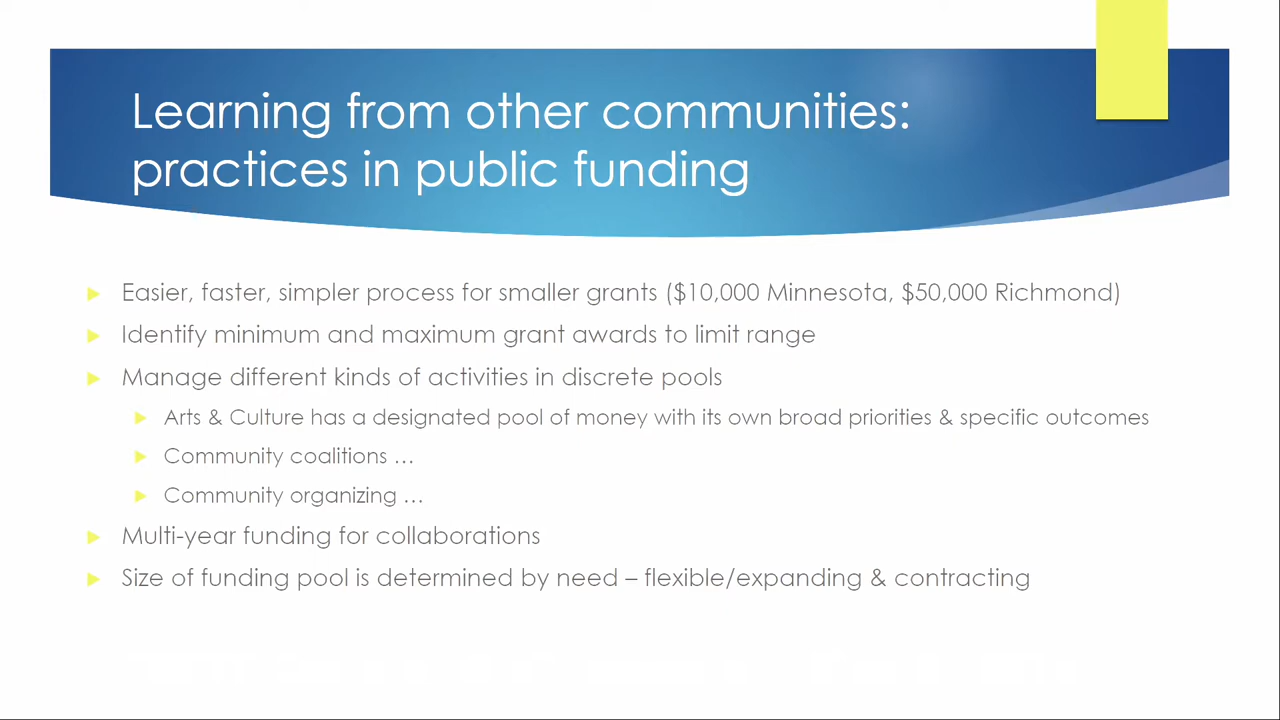 Learning from other communities:
practices in public funding
Easier, faster, simpler process for smaller grants ($10,000 Minnesota, $50,000 Richmond)
Identify minimum and maximum grant awards to limit range
Manage different kinds of activities in discrete pools
Arts & Culture has a designated pool of money with its own broad priorities & specific outcomes
Community coalitions …
Community organizing …
Multi-year funding for collaborations
Size of funding pool is determined by need – flexible/expanding & contracting